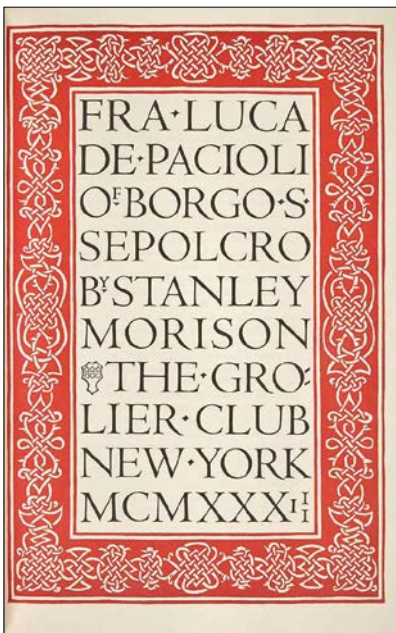 FRA·LUCA
DE·PACIOLI
OF·BORGO·S·
SEPOLCRO
BY·STANLEY
MORISON
THE·GRO⸗
LIER·CLUB
NEW·YORK
MCMXXXIII